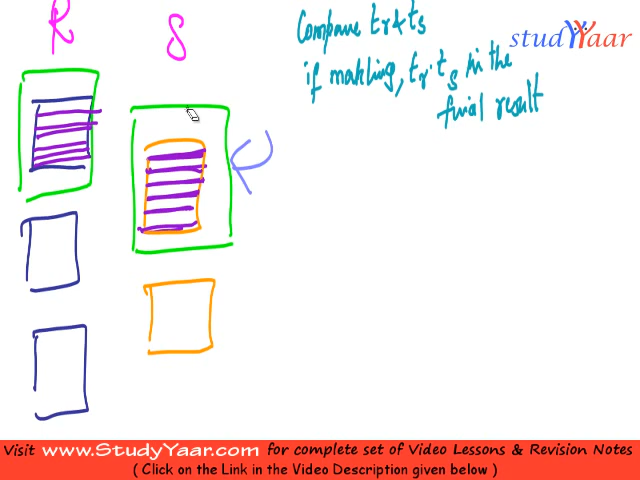 R
S
Compare tr & ts
if matching, tr . ts in the
final result
studYYaar
Visit www.StudyYaar.com for complete set of Video Lessons & Revision Notes
( Click on the Link in the Video Description given below )